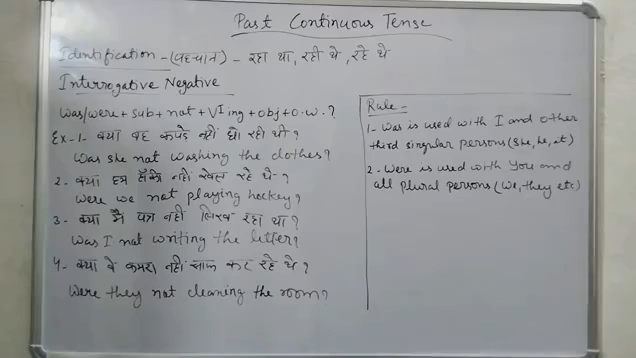 Past Continuous Tense
Identification - (पहचान) - रहा था, रही थे, रहे थे
Interrogative Negative
Was/were + sub + not + V I ing + obj + o.w.?
Ex- 1- क्या वह कपड़े नहीं धो रही थी?
Was she not washing the clothes?
2- क्या हम हॉकी नहीं खेल रहे थे?
Were we not playing hockey?
3- क्या मैं पत्र नहीं लिख रहा था?
Was I not writing the letter?
4- क्या वे कमरा नहीं साफ कर रहे थे?
Were they not cleaning the room?
Rule -
1- Was is used with I and other
third singular persons (she, he, it)
2- Were is used with You and
all plural persons (We, they etc)